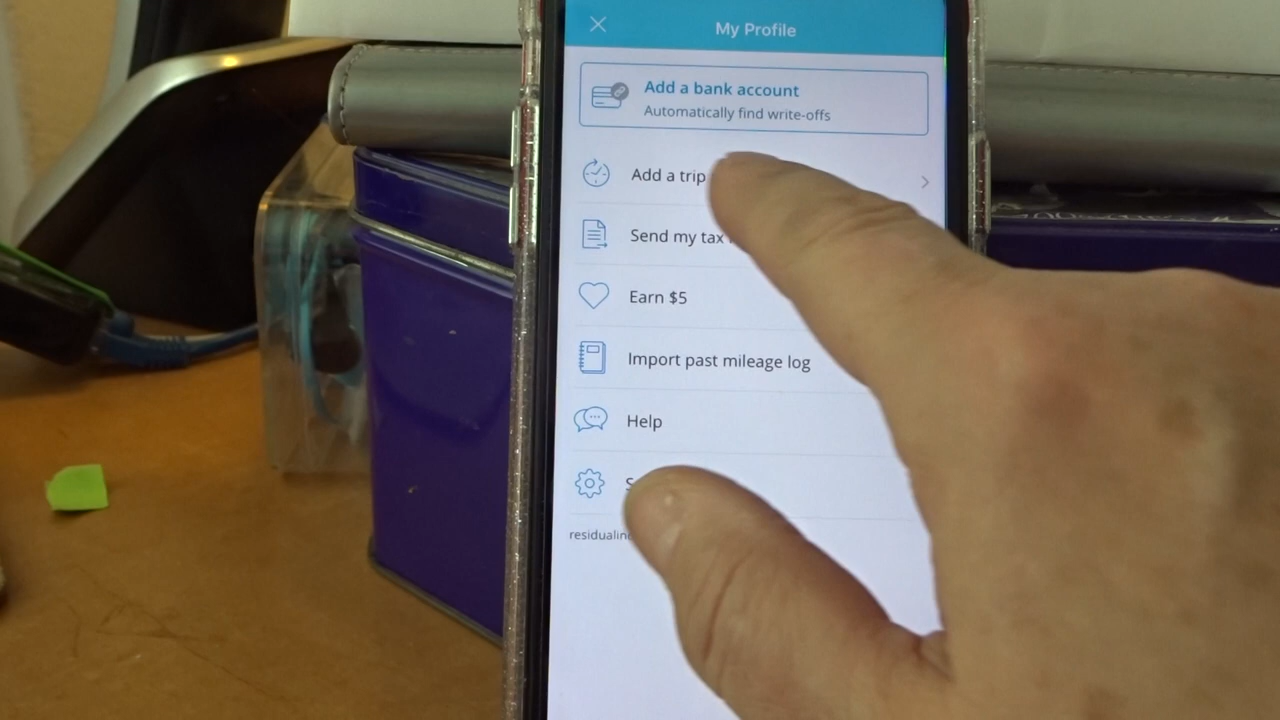 My Profile
Add a bank account
Automatically find write-offs
Add a trip
Send my tax
Earn $5
Import past mileage log
Help